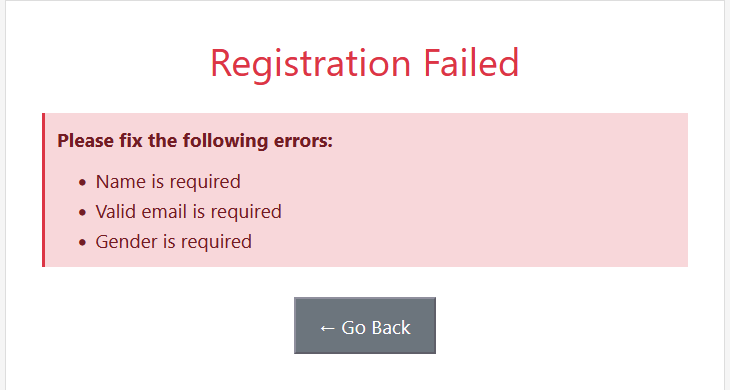 Registration Failed
Please fix the following errors:
• Name is required
• Valid email is required
• Gender is required
← Go Back